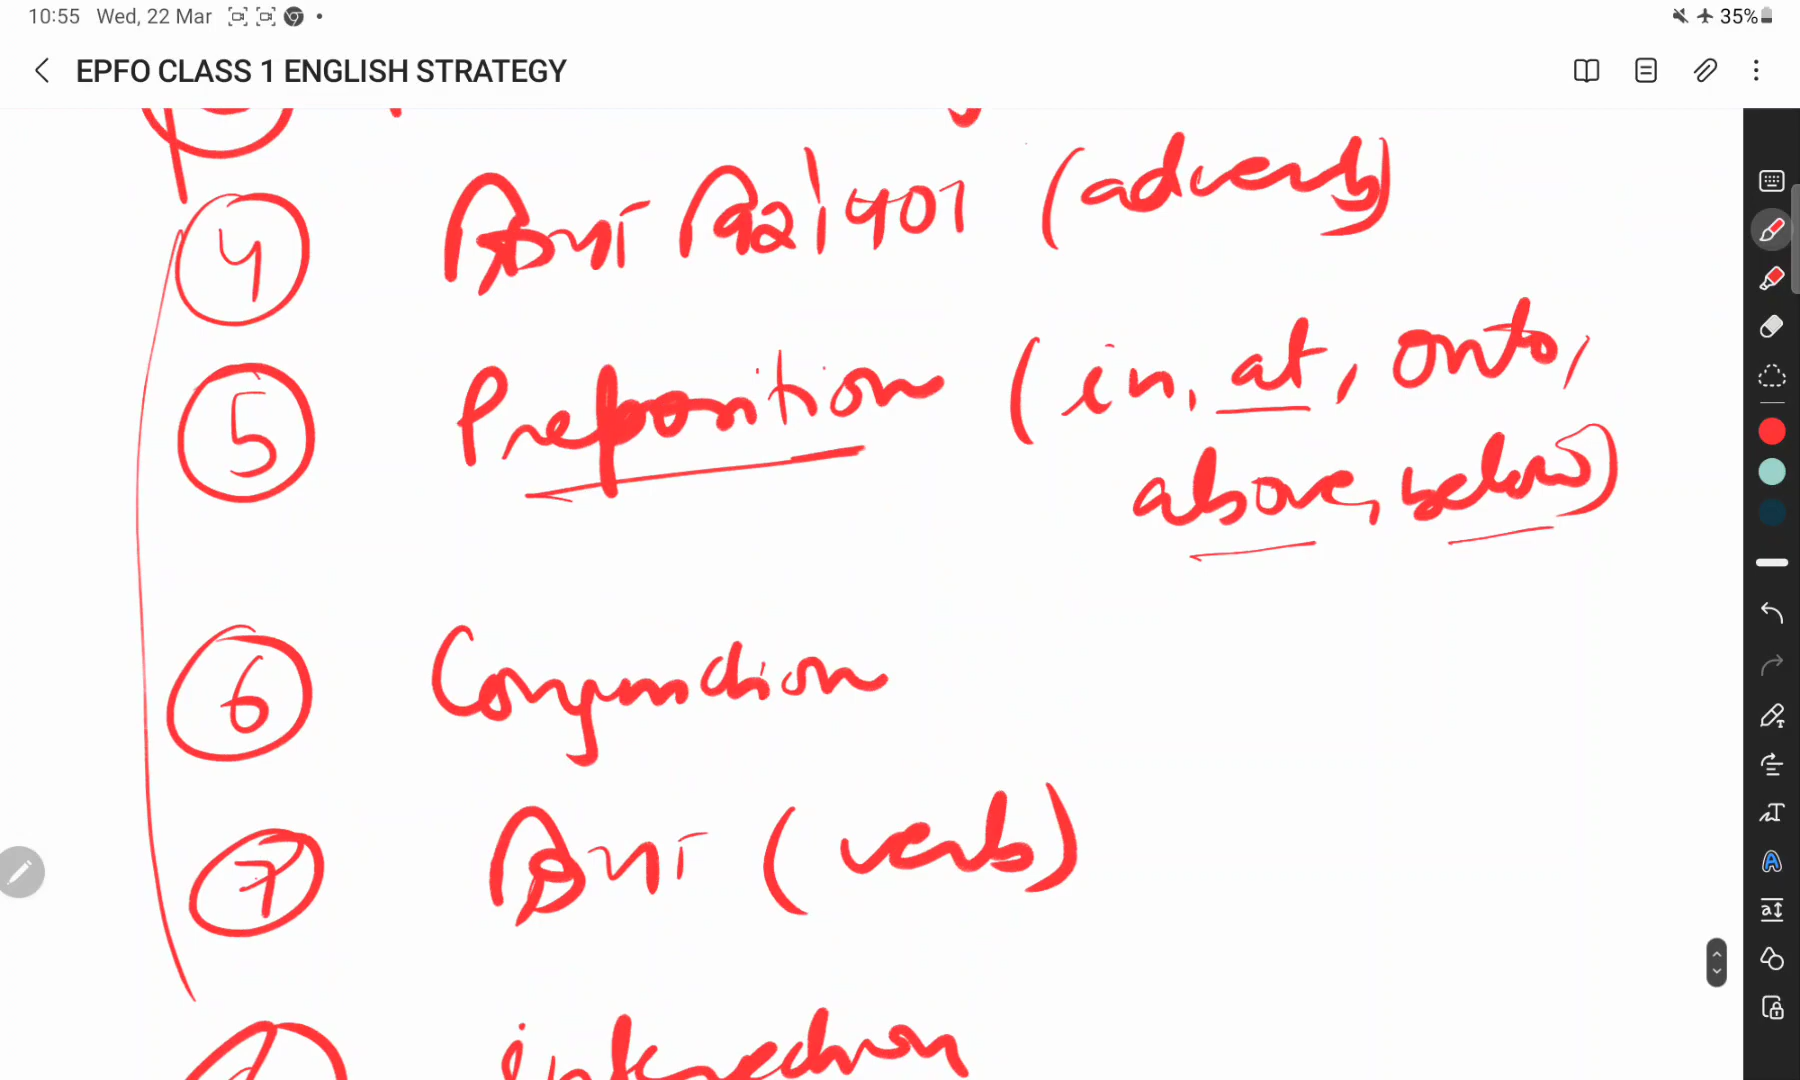 10:55 Wed, 22 Mar 35%
EPFO CLASS 1 ENGLISH STRATEGY
4 क्रिया विशेषण (adverb)
5 Preposition (in, at, onto,
above, below)
6 Conjunction
7 क्रिया (verb)
interjection